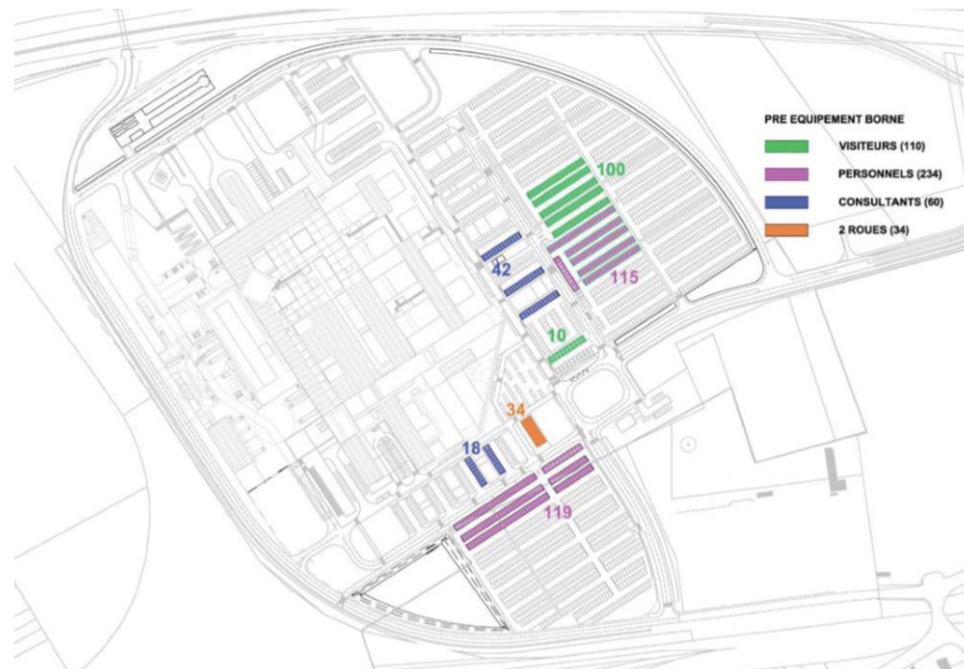 PRE EQUIPEMENT BORNE
VISITEURS (110)
PERSONNELS (234)
CONSULTANTS (60)
2 ROUES (34)
100
42
115
10
34
18
119